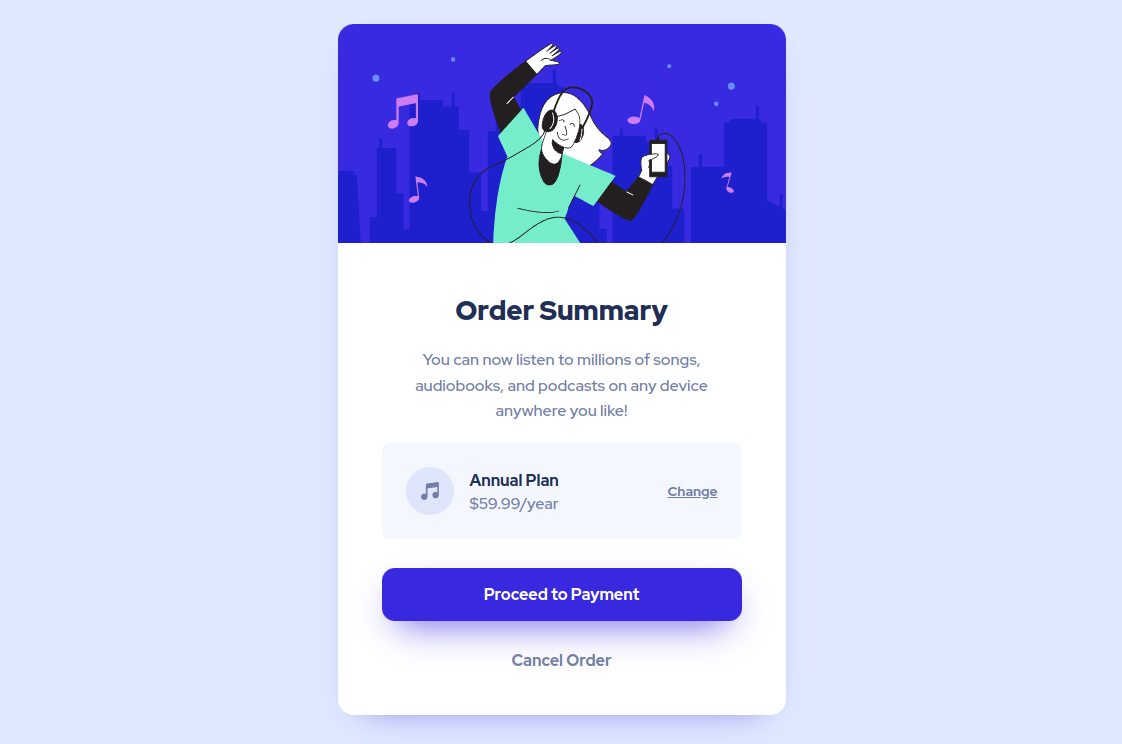 Order Summary
You can now listen to millions of songs,
audiobooks, and podcasts on any device
anywhere you like!
Annual Plan
$59.99/year
Change
Proceed to Payment
Cancel Order